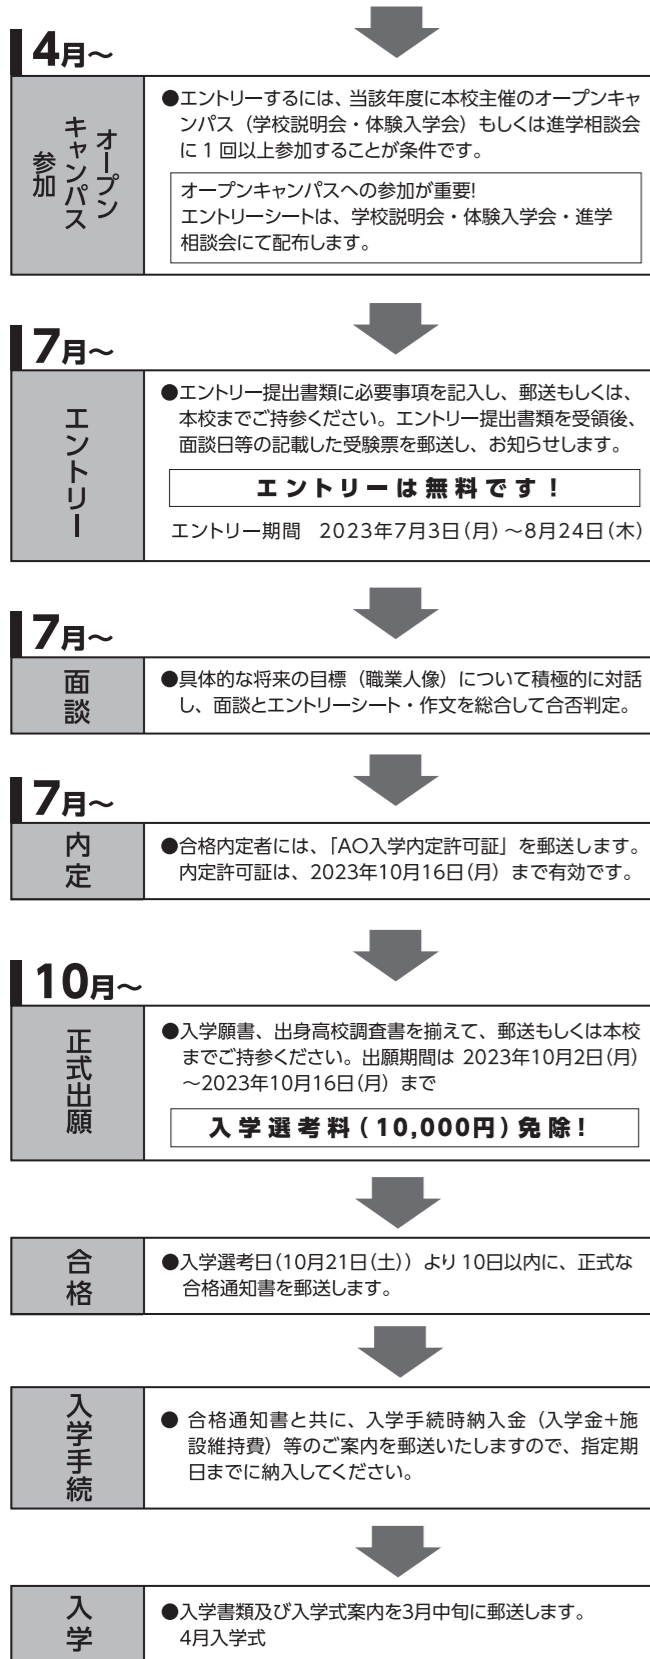 4月～
オープン
キャンパス
参加
●エントリーするには、当該年度に本校主催のオープンキャ
ンパス（学校説明会・体験入学会）もしくは進学相談会
に1回以上参加することが条件です。
オープンキャンパスへの参加が重要!
エントリーシートは、学校説明会・体験入学会・進学
相談会にて配布します。
7月～
エントリー
●エントリー提出書類に必要事項を記入し、郵送もしくは、
本校までご持参ください。エントリー提出書類を受領後、
面談日等の記載した受験票を郵送し、お知らせします。
エントリーは無料です！
エントリー期間　2023年7月3日(月)～8月24日(木)
7月～
面談
●具体的な将来の目標（職業人像）について積極的に対話
し、面談とエントリーシート・作文を総合して合否判定。
7月～
内定
●合格内定者には、「AO入学内定許可証」を郵送します。
内定許可証は、2023年10月16日(月) まで有効です。
10月～
正式出願
●入学願書、出身高校調査書を揃えて、郵送もしくは本校
までご持参ください。出願期間は 2023年10月2日(月)
～2023年10月16日(月) まで
入学選考料(10,000円)免除!
合格
●入学選考日(10月21日(土)) より10日以内に、正式な
合格通知書を郵送します。
入学手続
● 合格通知書と共に、入学手続時納入金（入学金+施
設維持費）等のご案内を郵送いたしますので、指定期
日までに納入してください。
入学
●入学書類及び入学式案内を3月中旬に郵送します。
4月入学式